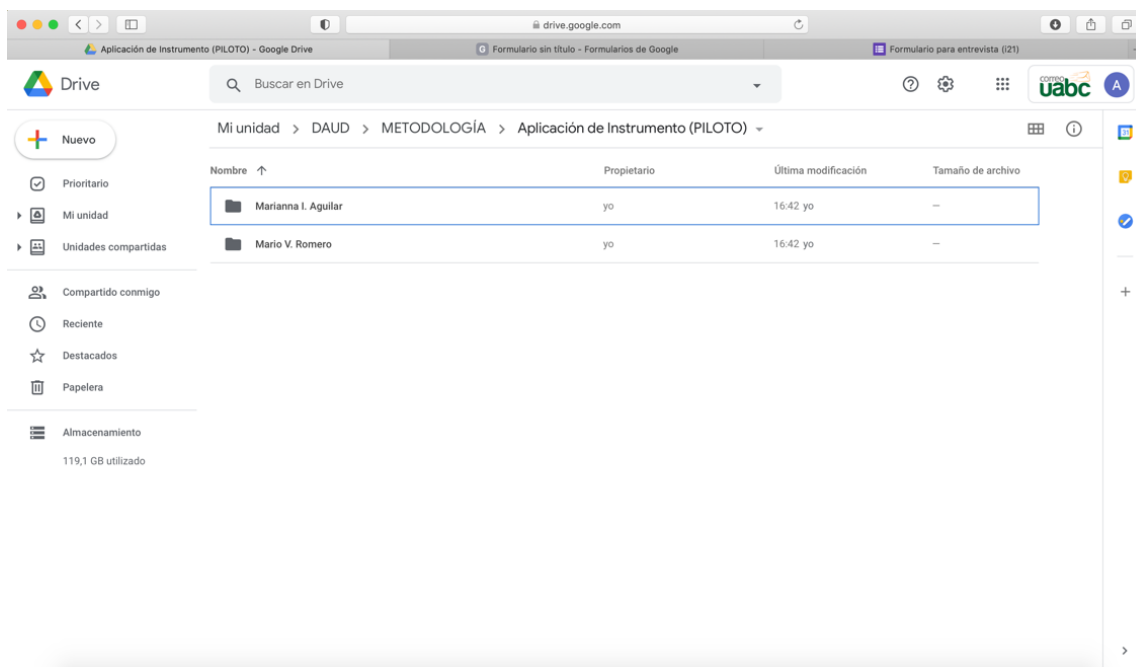 drive.google.com
Aplicación de Instrumento (PILOTO) - Google Drive
G Formulario sin título - Formularios de Google
Formulario para entrevista (i21)
Drive
Buscar en Drive
correo uabc
A
Nuevo
Mi unidad > DAUD > METODOLOGÍA > Aplicación de Instrumento (PILOTO)
31
Nombre Propietario Última modificación Tamaño de archivo
Prioritario
Mi unidad
Unidades compartidas
Marianna I. Aguilar yo 16:42 yo –
Mario V. Romero yo 16:42 yo –
Compartido conmigo
Reciente
Destacados
Papelera
Almacenamiento
119,1 GB utilizado